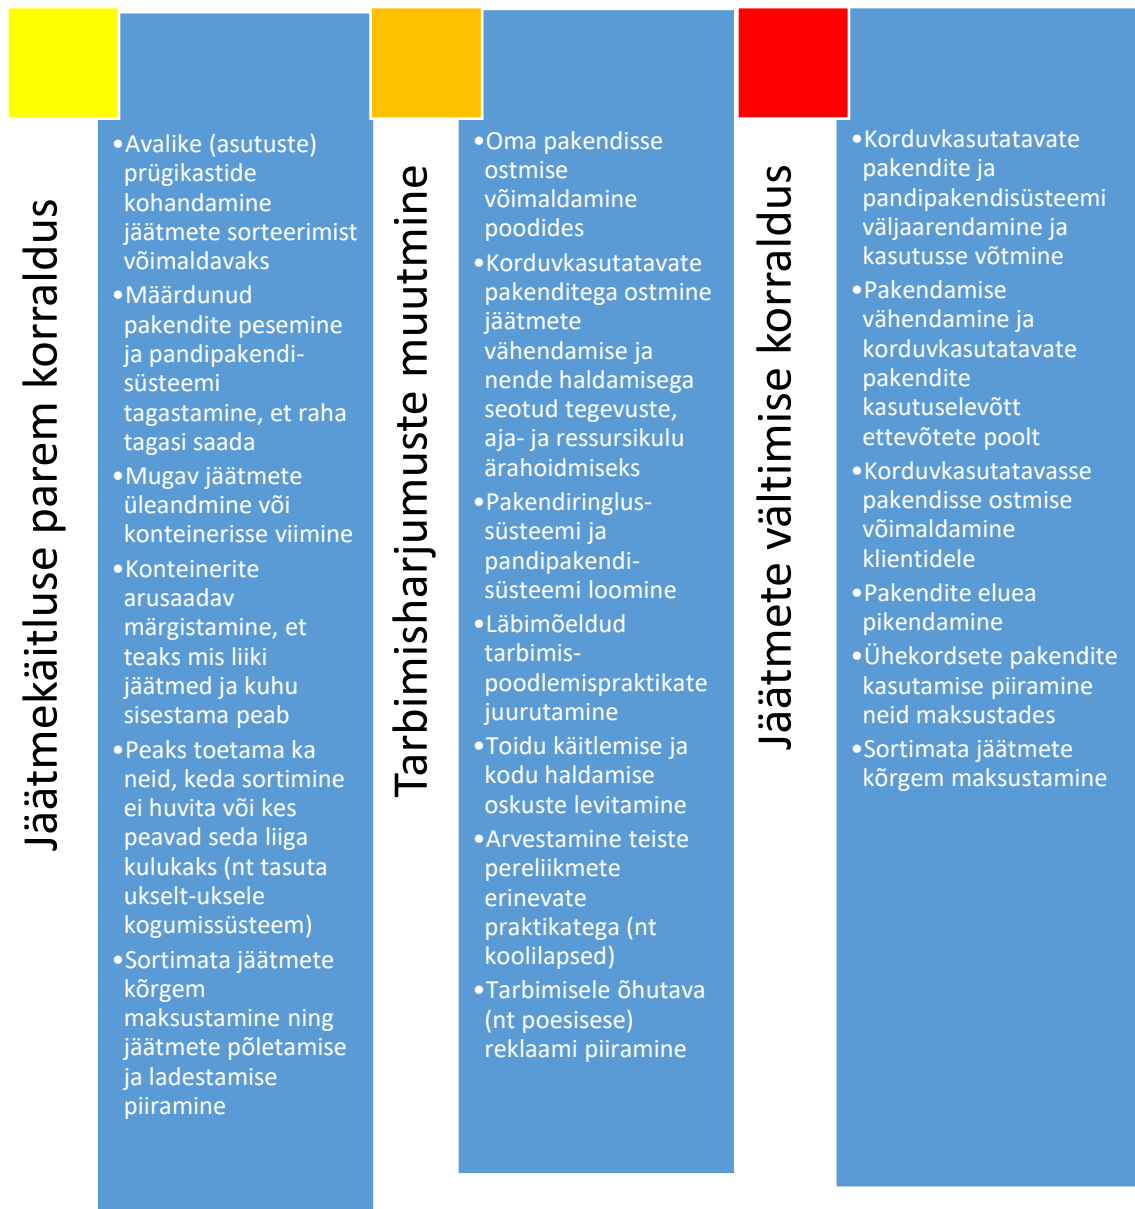 Jäätmekäitluse parem korraldus
•Avalike (asutuste)
prügikastide
kohandamine
jäätmete sorteerimist
võimaldavaks
•Määrdunud
pakendite pesemine
ja pandipakendi-
süsteemi
tagastamine, et raha
tagasi saada
•Mugav jäätmete
üleandmine või
konteinerisse viimine
•Konteinerite
arusaadav
märgistamine, et
teaks mis liiki
jäätmed ja kuhu
sisestama peab
•Peaks toetama ka
neid, keda sortimine
ei huvita või kes
peavad seda liiga
kulukaks (nt tasuta
ukselt-uksele
kogumissüsteem)
•Sortimata jäätmete
kõrgem
maksustamine ning
jäätmete põletamise
ja ladestamise
piiramine
Tarbimisharjumuste muutmine
•Oma pakendisse
ostmise
võimaldamine
poodides
•Korduvkasutatavate
pakenditega ostmine
jäätmete
vähendamise ja
nende haldamisega
seotud tegevuste,
aja- ja ressursikulu
ärahoidmiseks
•Pakendiringlus-
süsteemi ja
pandipakendi-
süsteemi loomine
•Läbimõeldud
tarbimis-
poodlemispraktikate
juurutamine
•Toidu käitlemise ja
kodu haldamise
oskuste levitamine
•Arvestamine teiste
pereliikmete
erinevate
praktikatega (nt
koolilapsed)
•Tarbimisele õhutava
(nt poesisese)
reklaami piiramine
Jäätmete vältimise korraldus
•Korduvkasutatavate
pakendite ja
pandipakendisüsteemi
väljaarendamine ja
kasutusse võtmine
•Pakendamise
vähendamine ja
korduvkasutatavate
pakendite
kasutuselevõtt
ettevõtete poolt
•Korduvkasutatavasse
pakendisse ostmise
võimaldamine
klientidele
•Pakendite eluea
pikendamine
•Ühekordsete pakendite
kasutamise piiramine
neid maksustades
•Sortimata jäätmete
kõrgem maksustamine